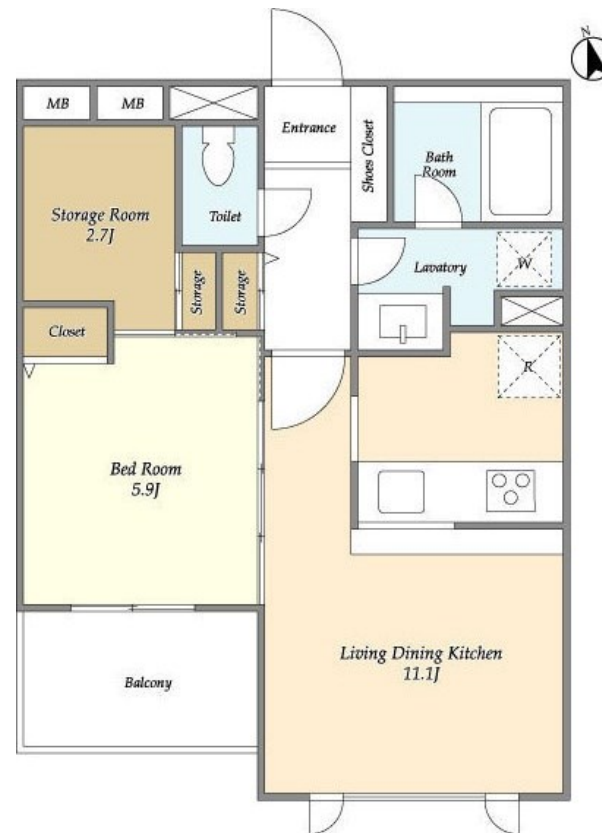 N
MB
MB
Entrance
Shoes Closet
Bath
Room
Storage Room
2.7J
Toilet
Lavatory
W
Storage
Storage
Closet
R
Bed Room
5.9J
Living Dining Kitchen
11.1J
Balcony